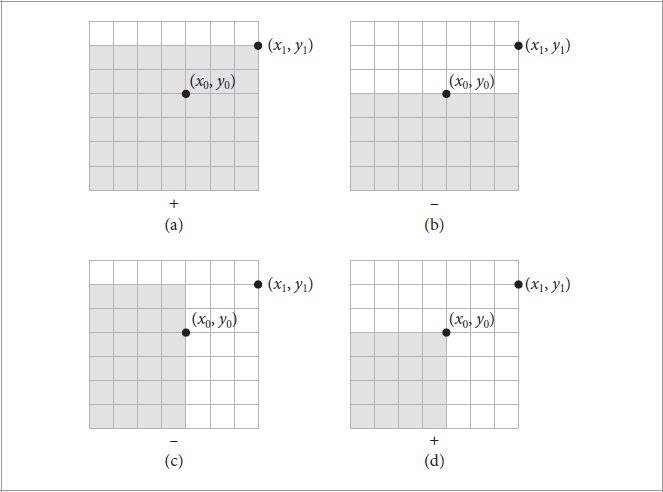 (x₁, y₁)
(x₀, y₀)
+
(a)
(x₁, y₁)
(x₀, y₀)
–
(b)
(x₁, y₁)
(x₀, y₀)
–
(c)
(x₁, y₁)
(x₀, y₀)
+
(d)